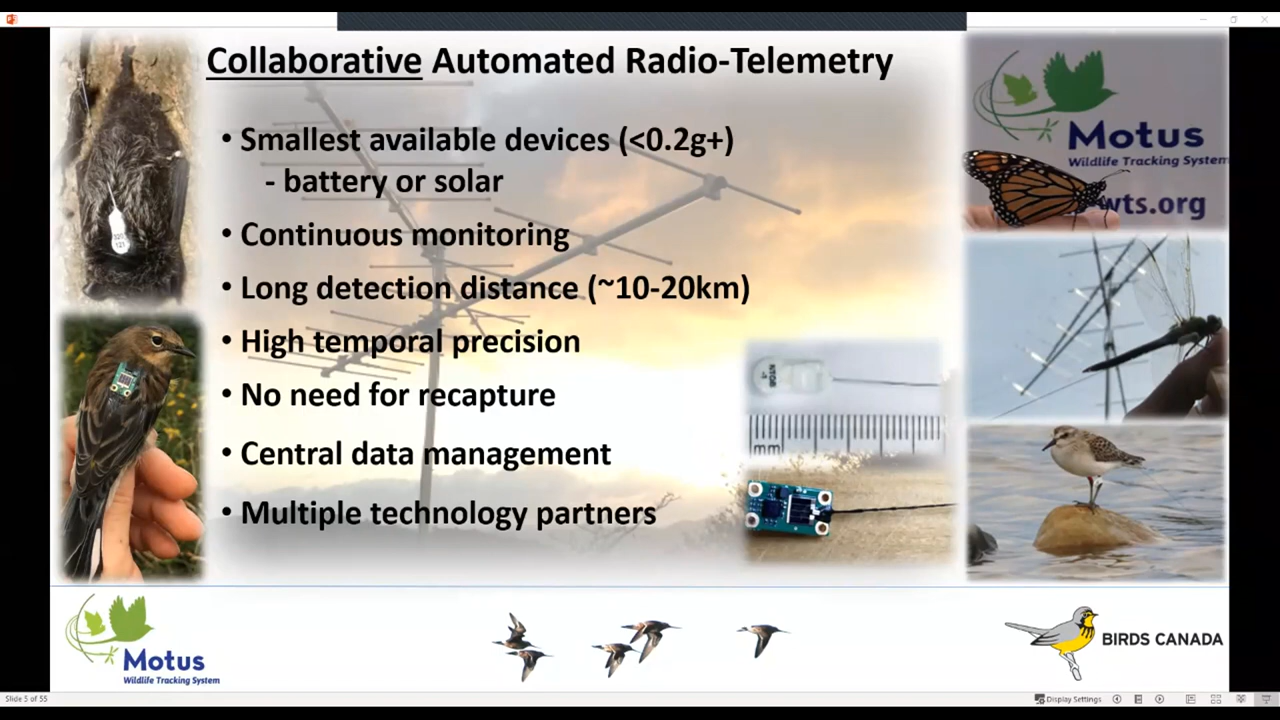 Collaborative Automated Radio-Telemetry
• Smallest available devices (<0.2g+)
- battery or solar
• Continuous monitoring
• Long detection distance (~10-20km)
• High temporal precision
• No need for recapture
• Central data management
• Multiple technology partners
Motus
Wildlife Tracking System
wts.org
NTQB
mm
Motus
Wildlife Tracking System
BIRDS CANADA
Slide 5 of 55
Display Settings